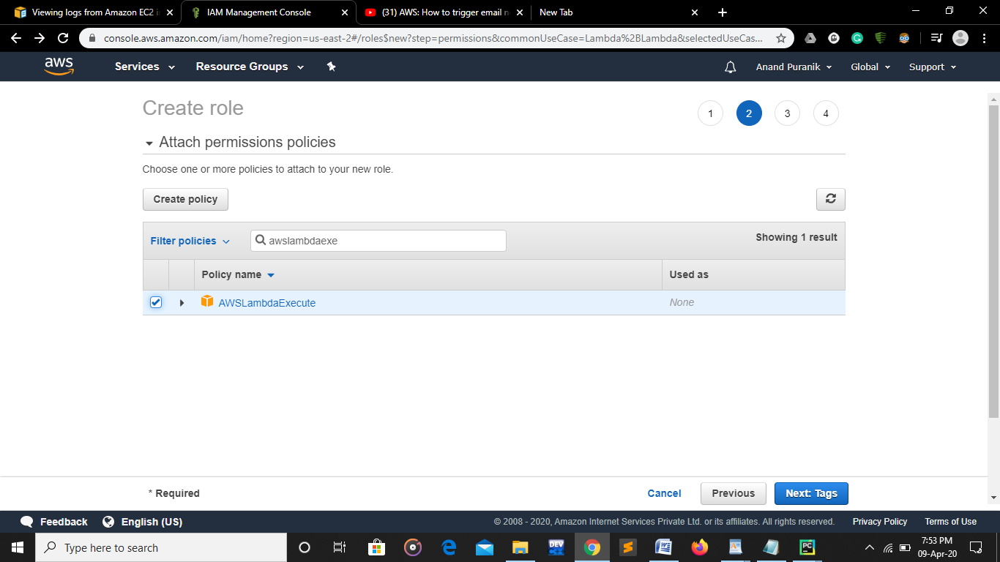 Viewing logs from Amazon EC2 in
IAM Management Console
(31) AWS: How to trigger email n
New Tab
console.aws.amazon.com/iam/home?region=us-east-2#/roles$new?step=permissions&commonUseCase=Lambda%2BLambda&selectedUseCas...
aws
Services
Resource Groups
Anand Puranik
Global
Support
Create role
1
2
3
4
Attach permissions policies
Choose one or more policies to attach to your new role.
Create policy
Filter policies
awslambdaexe
Showing 1 result
Policy name
Used as
AWSLambdaExecute
None
* Required
Cancel
Previous
Next: Tags
Feedback
English (US)
© 2008 - 2020, Amazon Internet Services Private Ltd. or its affiliates. All rights reserved.
Privacy Policy
Terms of Use
Type here to search
DEV
C++
W
PC
7:53 PM
09-Apr-20